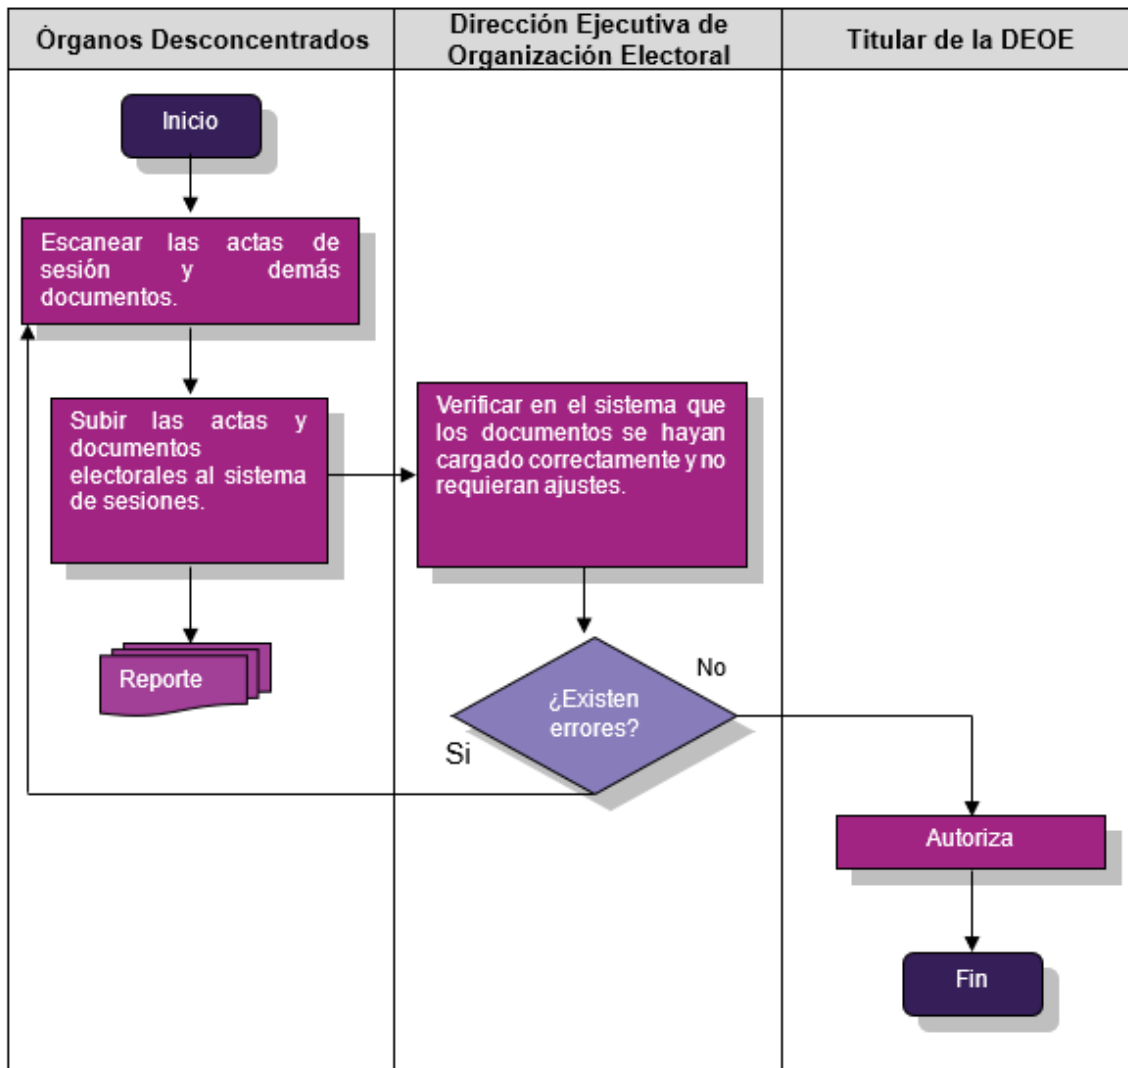 Órganos Desconcentrados
Dirección Ejecutiva de
Organización Electoral
Titular de la DEOE
Inicio
Escanear las actas de
sesión y demás
documentos.
Subir las actas y
documentos
electorales al sistema
de sesiones.
Reporte
Verificar en el sistema que
los documentos se hayan
cargado correctamente y no
requieran ajustes.
¿Existen
errores?
No
Si
Autoriza
Fin